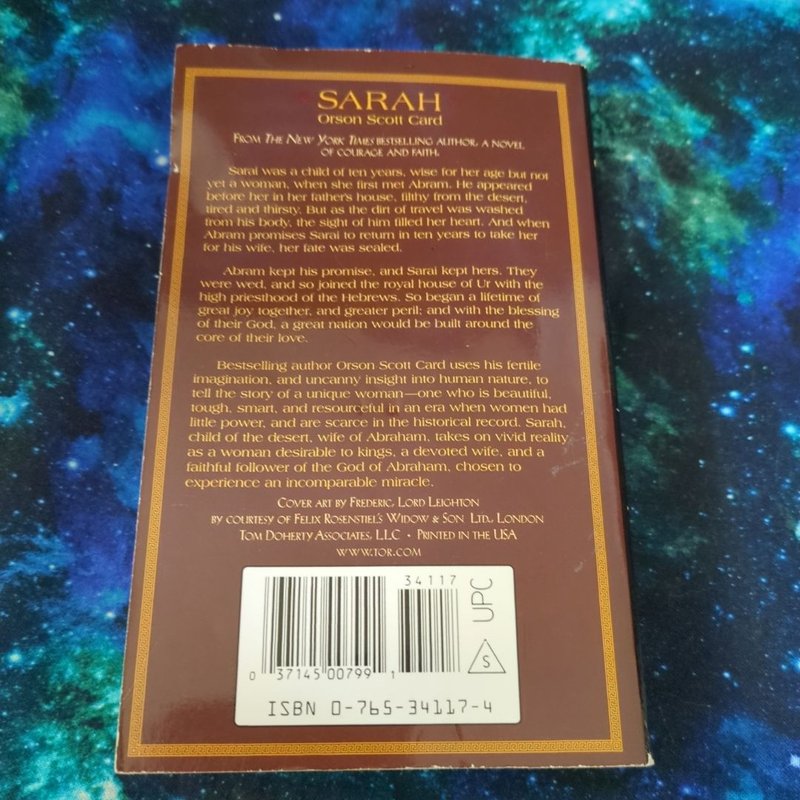 SARAH
Orson Scott Card
From The New York Times bestselling author, a novel
of courage and faith.
Sarai was a child of ten years, wise for her age but not
yet a woman, when she first met Abram. He appeared
before her in her father's house, filthy from the desert,
tired and thirsty. But as the dirt of travel was washed
from his body, the sight of him filled her heart. And when
Abram promises Sarai to return in ten years to take her
for his wife, her fate was sealed.
Abram kept his promise, and Sarai kept hers. They
were wed, and so joined the royal house of Ur with the
high priesthood of the Hebrews. So began a lifetime of
great joy together, and greater peril; and with the blessing
of their God, a great nation would be built around the
core of their love.
Bestselling author Orson Scott Card uses his fertile
imagination, and uncanny insight into human nature, to
tell the story of a unique woman—one who is beautiful,
tough, smart, and resourceful in an era when women had
little power, and are scarce in the historical record. Sarah,
child of the desert, wife of Abraham, takes on vivid reality
as a woman desirable to kings, a devoted wife, and a
faithful follower of the God of Abraham, chosen to
experience an incomparable miracle.
Cover art by Frederic, Lord Leighton
by courtesy of Felix Rosenstiel's Widow & Son Ltd., London
Tom Doherty Associates, LLC • Printed in the USA
www.tor.com
34117
UPC
S
0 37145 00799 1
ISBN 0-765-34117-4